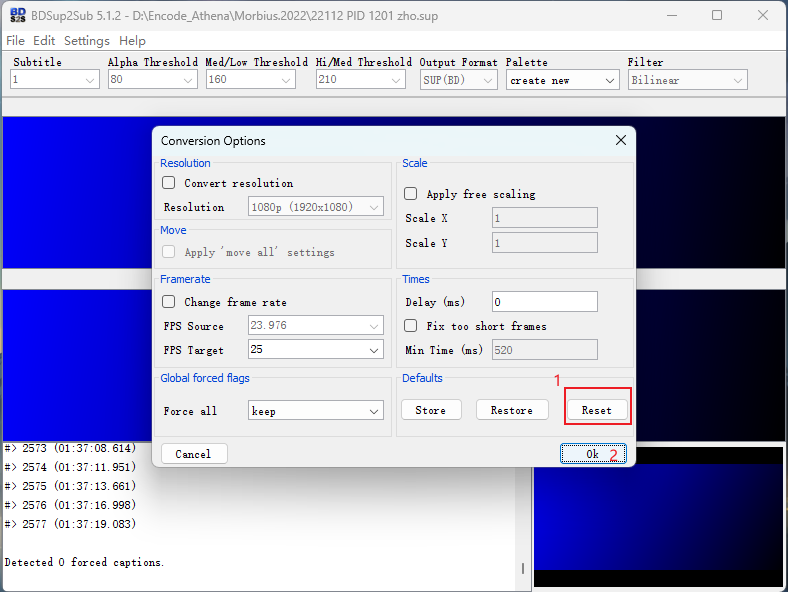 BDSup2Sub 5.1.2 - D:\Encode_Athena\Morbius.2022\22112 PID 1201 zho.sup
File Edit Settings Help
Subtitle Alpha Threshold Med/Low Threshold Hi/Med Threshold Output Format Palette Filter
1 80 160 210 SUP(BD) create new Bilinear
Conversion Options
Resolution
Convert resolution
Resolution 1080p (1920x1080)
Move
Apply 'move all' settings
Framerate
Change frame rate
FPS Source 23.976
FPS Target 25
Global forced flags
Force all keep
Cancel
Scale
Apply free scaling
Scale X 1
Scale Y 1
Times
Delay (ms) 0
Fix too short frames
Min Time (ms) 520
Defaults 1
Store Restore Reset
Ok 2
#> 2573 (01:37:08.614)
#> 2574 (01:37:11.951)
#> 2575 (01:37:13.661)
#> 2576 (01:37:16.998)
#> 2577 (01:37:19.083)
Detected 0 forced captions.